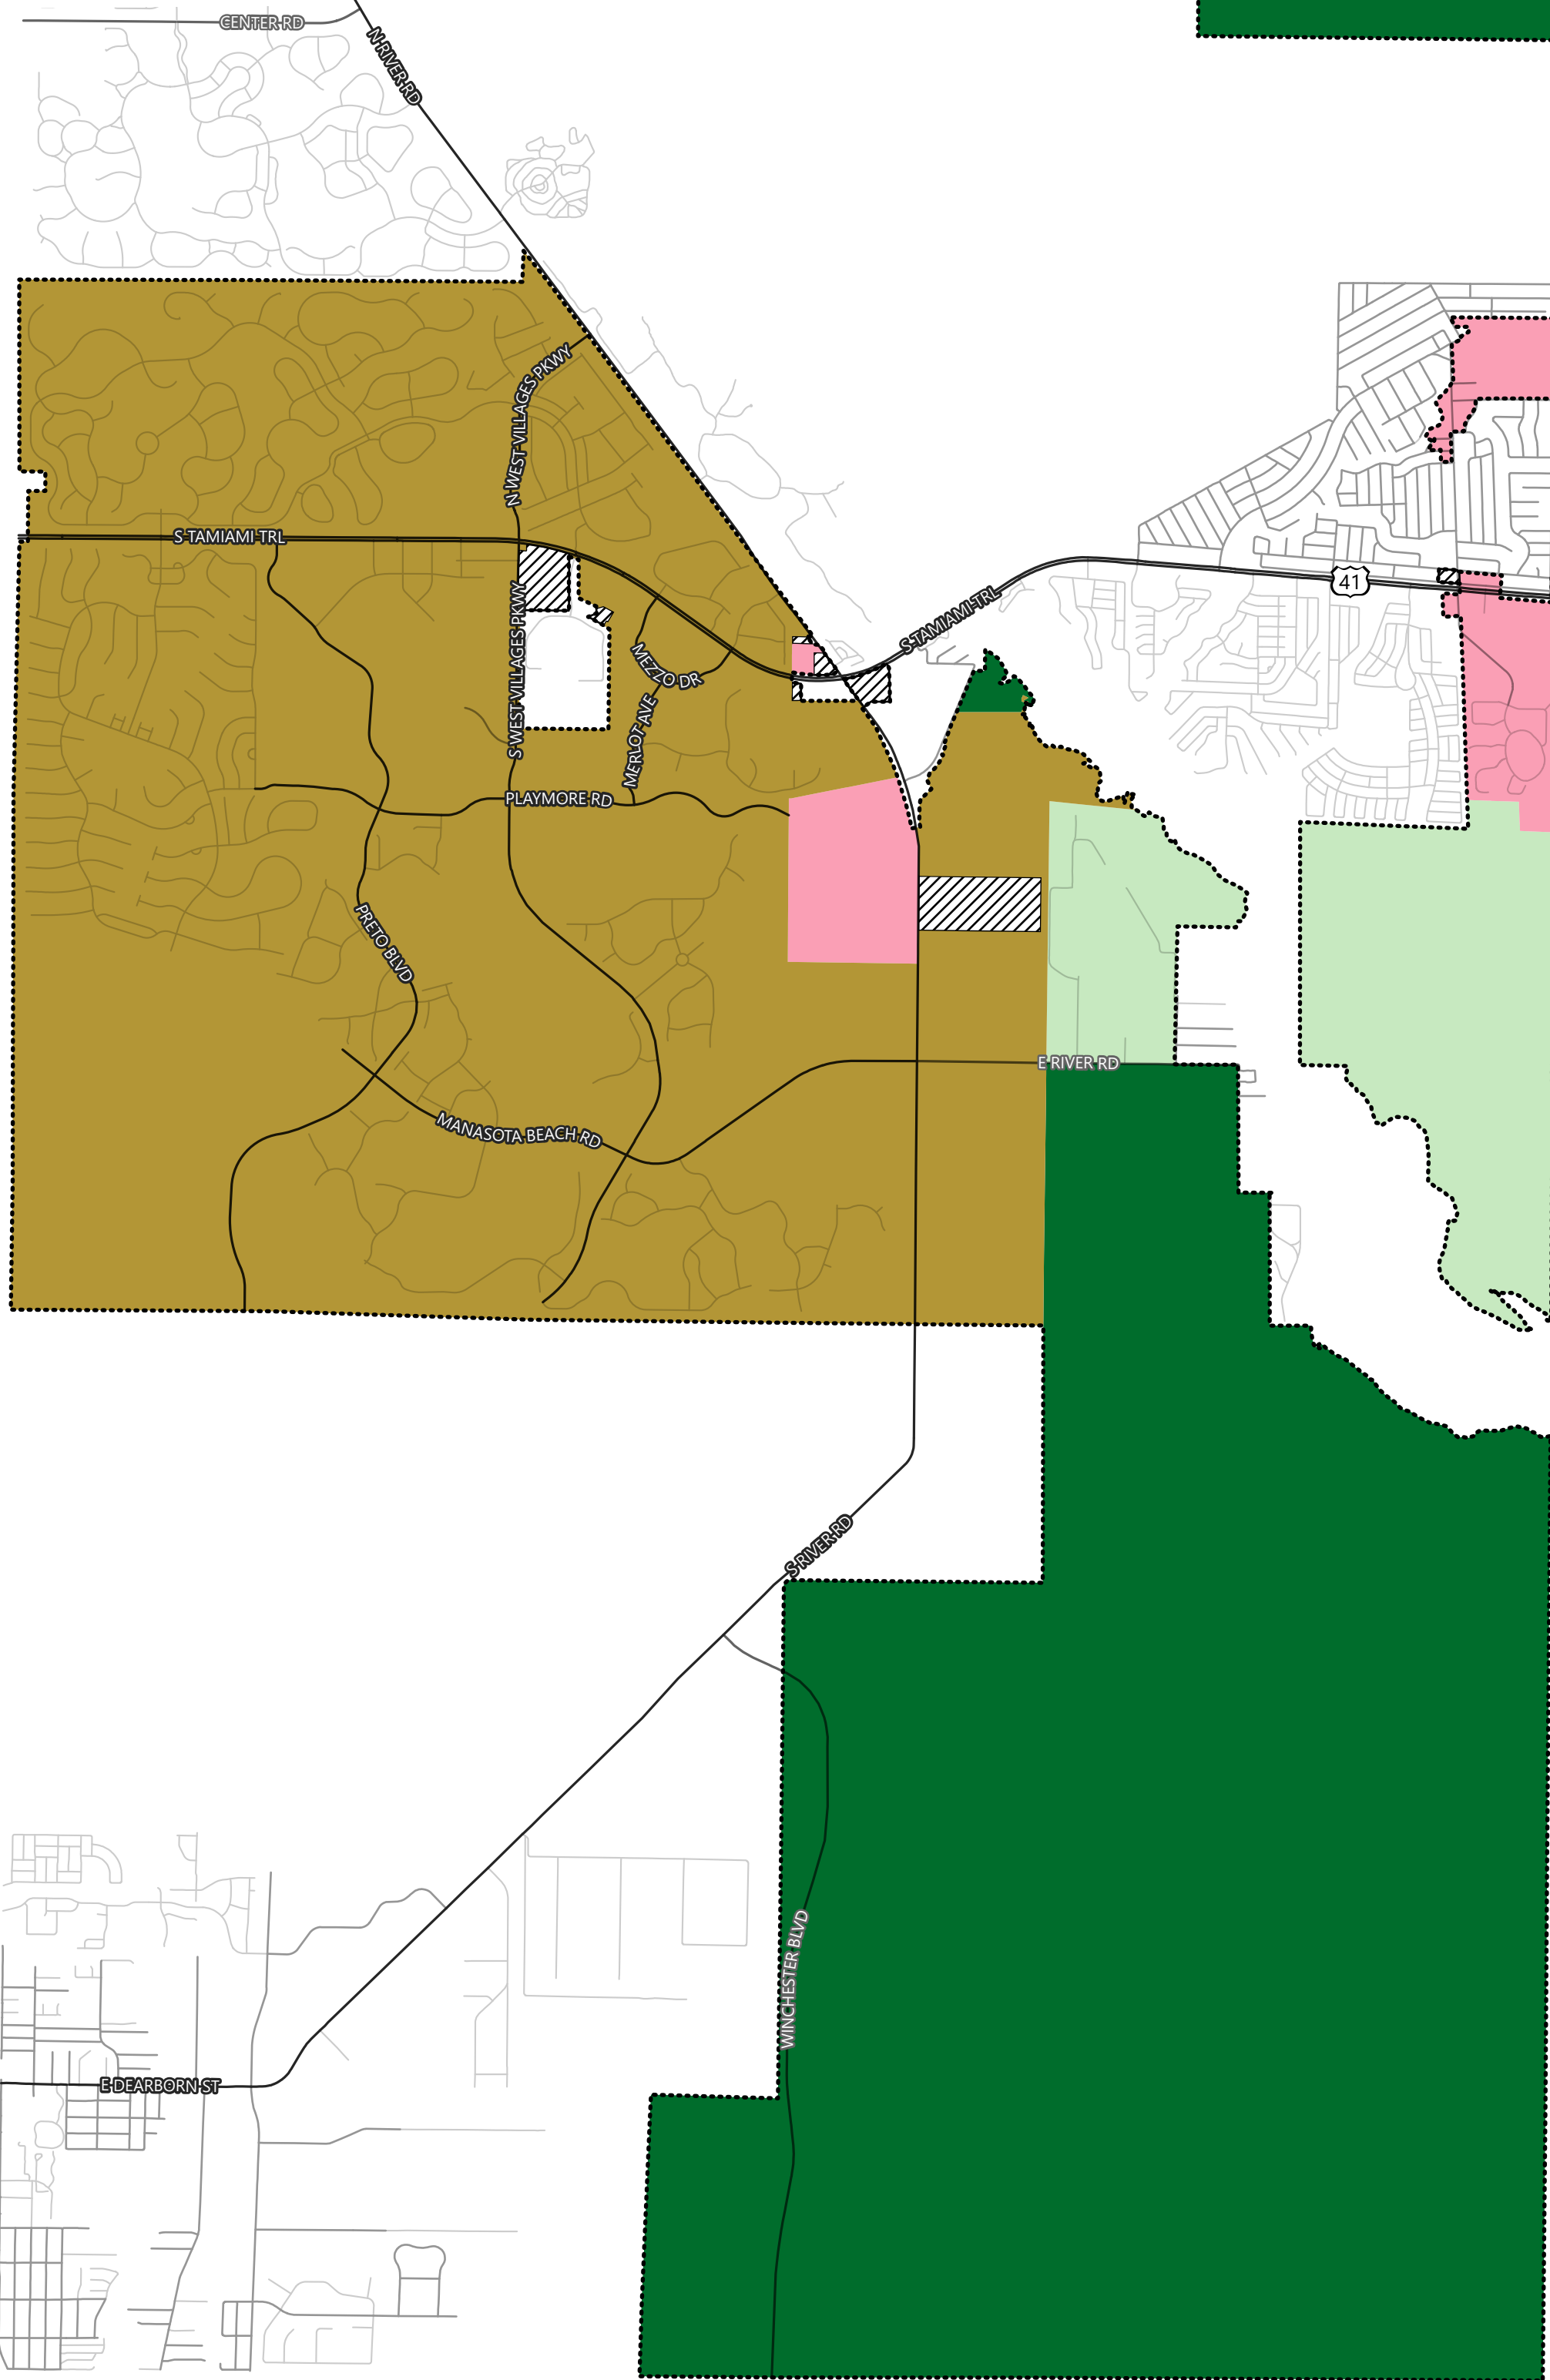 CENTER RD
N RIVER RD
N WEST VILLAGES PKWY
S TAMIAMI TRL
S TAMIAMI TRL
41
S WEST VILLAGES PKWY
MEZZO DR
MERLOT AVE
PLAYMORE RD
PRETO BLVD
E RIVER RD
MANASOTA BEACH RD
S RIVER RD
WINCHESTER BLVD
E DEARBORN ST